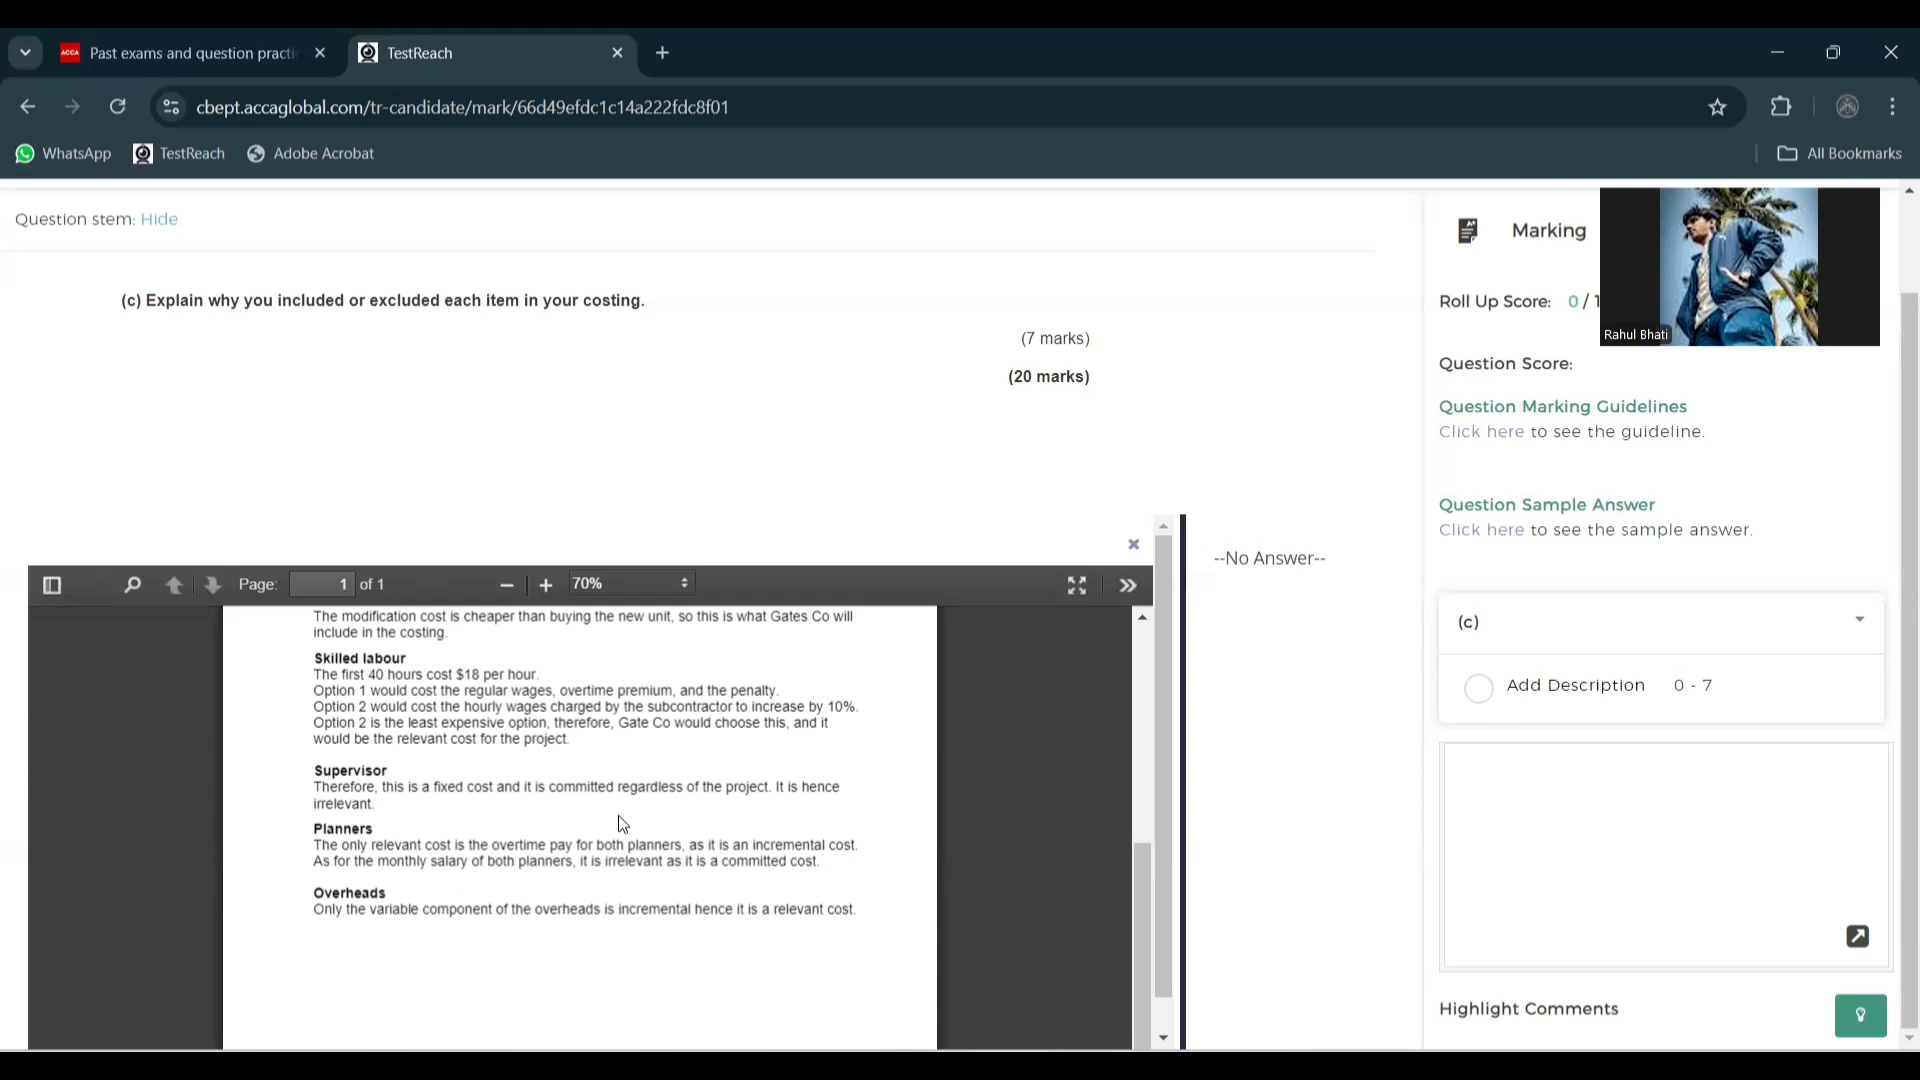 Past exams and question practi
TestReach
cbept.accaglobal.com/tr-candidate/mark/66d49efdc1c14a222fdc8f01
WhatsApp
TestReach
Adobe Acrobat
All Bookmarks
Question stem: Hide
(c) Explain why you included or excluded each item in your costing.
(7 marks)
(20 marks)
Page: 1 of 1
70%
The modification cost is cheaper than buying the new unit, so this is what Gates Co will
include in the costing.
Skilled labour
The first 40 hours cost $18 per hour.
Option 1 would cost the regular wages, overtime premium, and the penalty.
Option 2 would cost the hourly wages charged by the subcontractor to increase by 10%.
Option 2 is the least expensive option, therefore, Gate Co would choose this, and it
would be the relevant cost for the project.
Supervisor
Therefore, this is a fixed cost and it is committed regardless of the project. It is hence
irrelevant.
Planners
The only relevant cost is the overtime pay for both planners, as it is an incremental cost.
As for the monthly salary of both planners, it is irrelevant as it is a committed cost.
Overheads
Only the variable component of the overheads is incremental hence it is a relevant cost.
--No Answer--
Marking
Roll Up Score: 0 / 1
Rahul Bhati
Question Score:
Question Marking Guidelines
Click here to see the guideline.
Question Sample Answer
Click here to see the sample answer.
(c)
Add Description 0 - 7
Highlight Comments